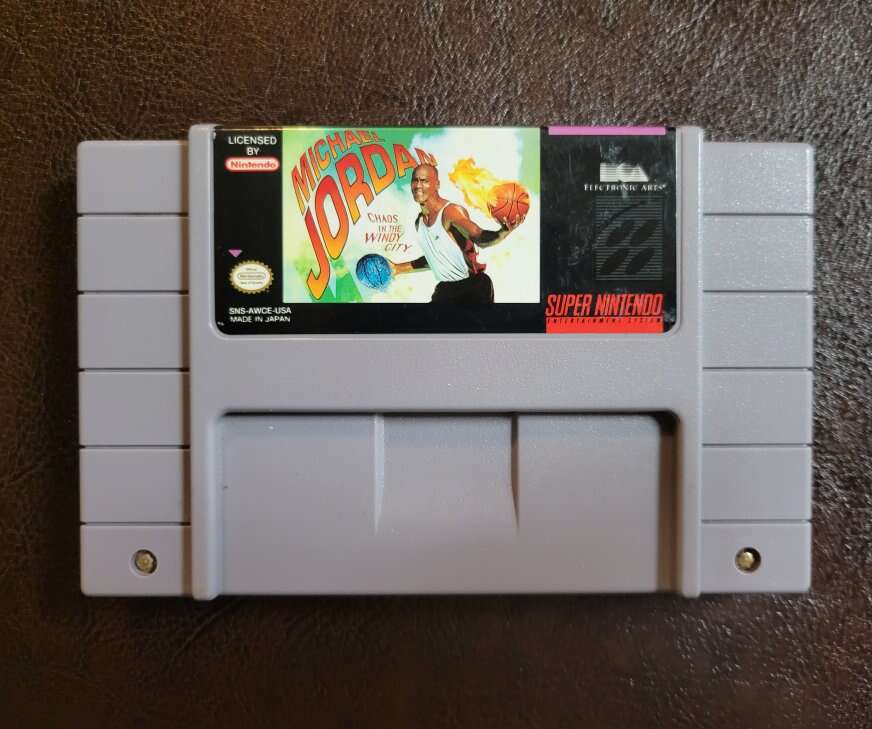 LICENSED
BY
Nintendo
MICHAEL
JORDAN
CHAOS
IN THE
WINDY
CITY
Nintendo
SNS-AWCE-USA
MADE IN JAPAN
ELECTRONIC ARTS
SUPER NINTENDO
ENTERTAINMENT SYSTEM